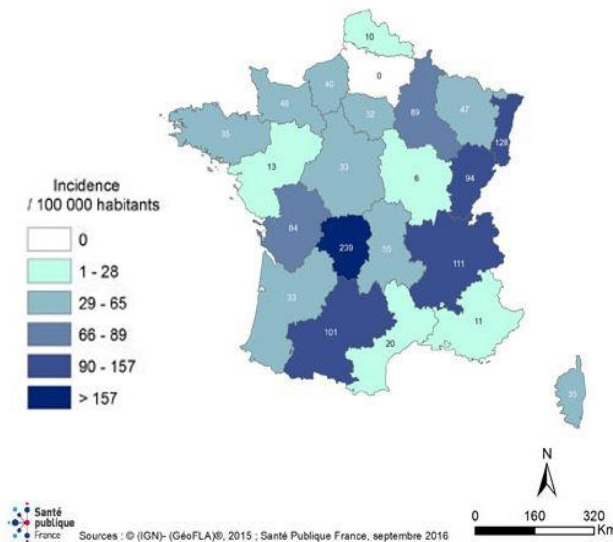 10
0
40
46
32
89
47
128
35
13
33
6
94
84
239
55
111
33
101
20
11
35
Incidence
/ 100 000 habitants
0
1 - 28
29 - 65
66 - 89
90 - 157
> 157
N
0 160 320
Km
Santé
publique
France
Sources : © (IGN)- (GéoFLA)®, 2015 ; Santé Publique France, septembre 2016